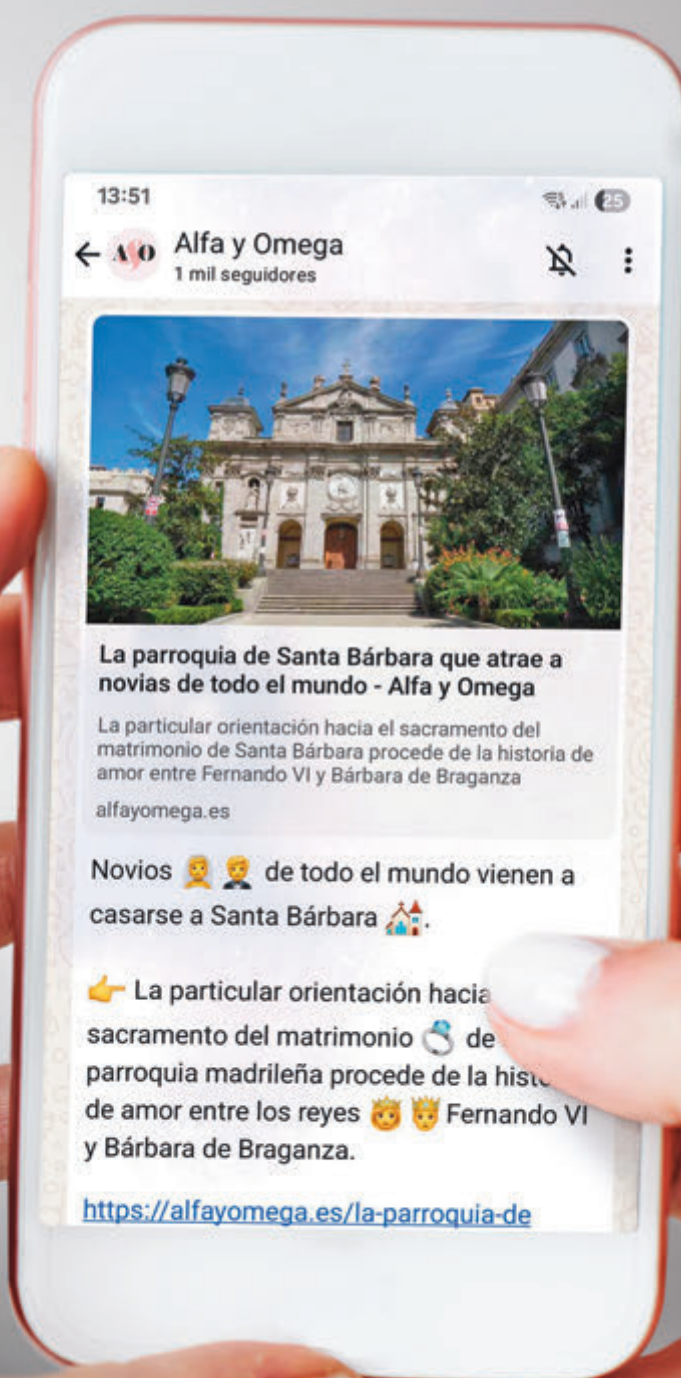 13:51
25
A&O Alfa y Omega
1 mil seguidores
La parroquia de Santa Bárbara que atrae a
novias de todo el mundo - Alfa y Omega
La particular orientación hacia el sacramento del
matrimonio de Santa Bárbara procede de la historia de
amor entre Fernando VI y Bárbara de Braganza
alfayomega.es
Novios 👰 🤵 de todo el mundo vienen a
casarse a Santa Bárbara 💒.
👉 La particular orientación hacia
sacramento del matrimonio 💍 de
parroquia madrileña procede de la
de amor entre los reyes 👸 🤴 Fernando VI
y Bárbara de Braganza.
https://alfayomega.es/la-parroquia-de